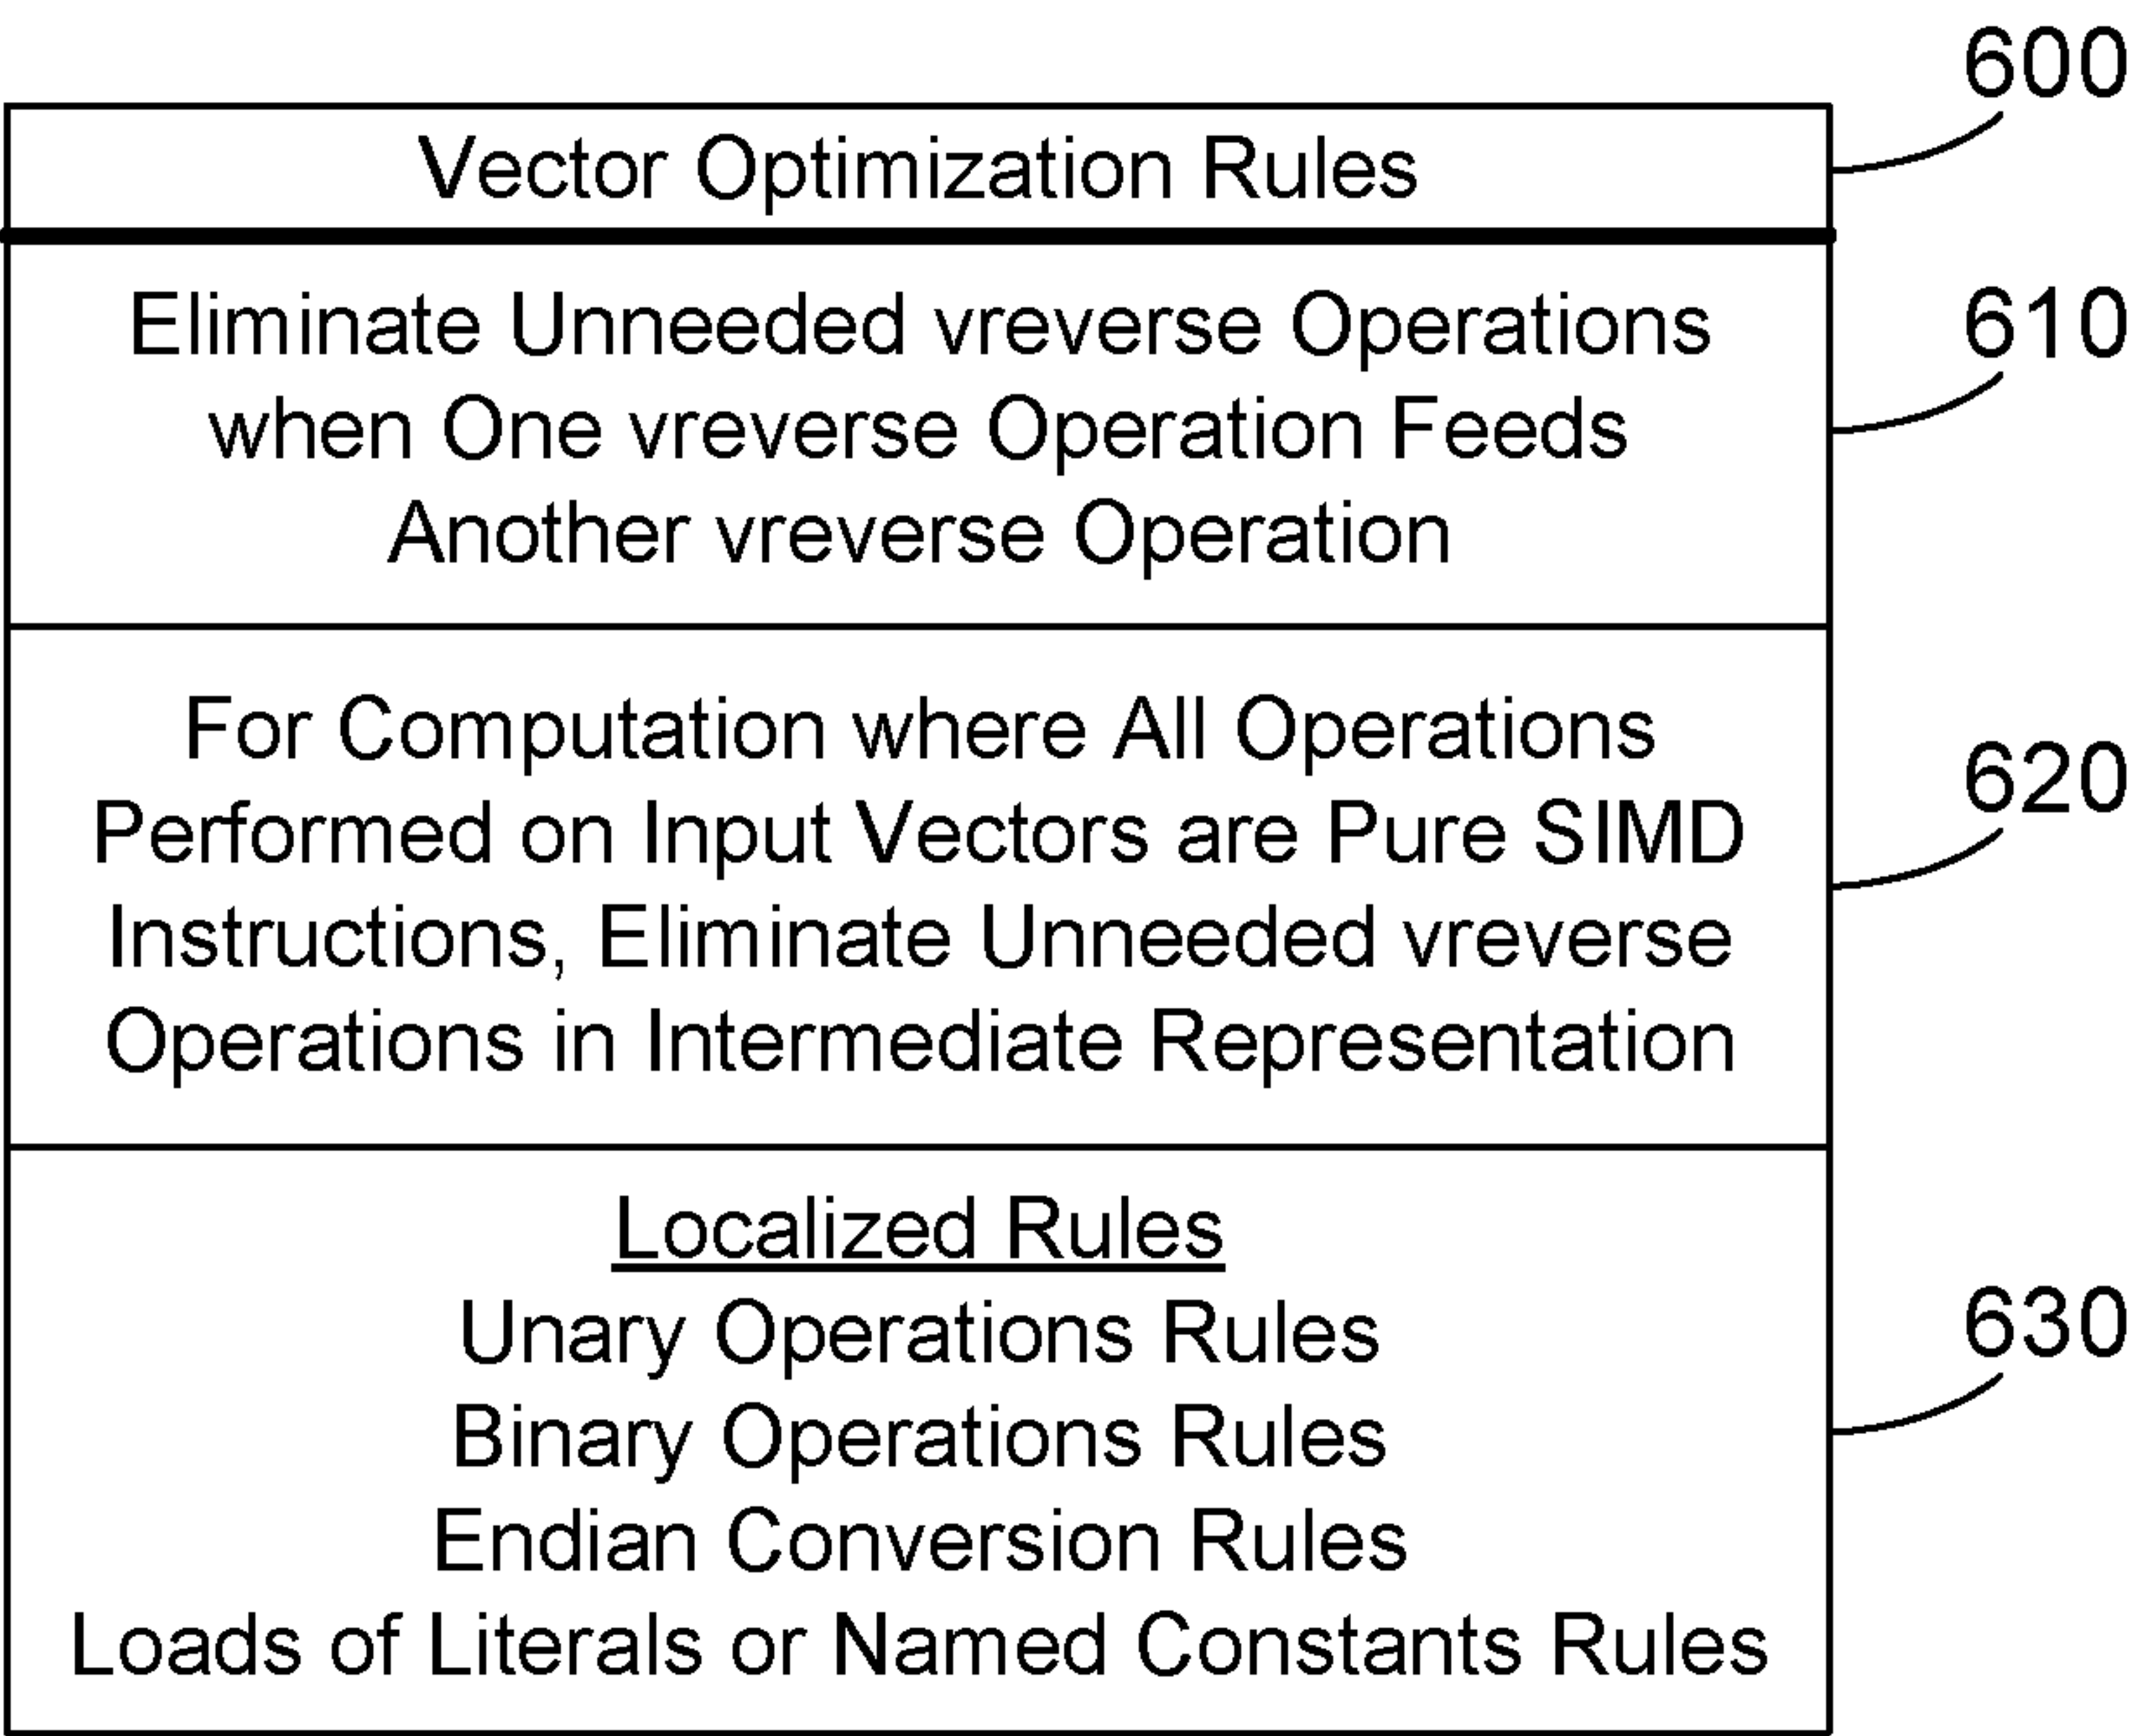 600
Vector Optimization Rules
Eliminate Unneeded vreverse Operations
when One vreverse Operation Feeds
Another vreverse Operation
610
For Computation where All Operations
Performed on Input Vectors are Pure SIMD
Instructions, Eliminate Unneeded vreverse
Operations in Intermediate Representation
620
Localized Rules
Unary Operations Rules
Binary Operations Rules
Endian Conversion Rules
Loads of Literals or Named Constants Rules
630